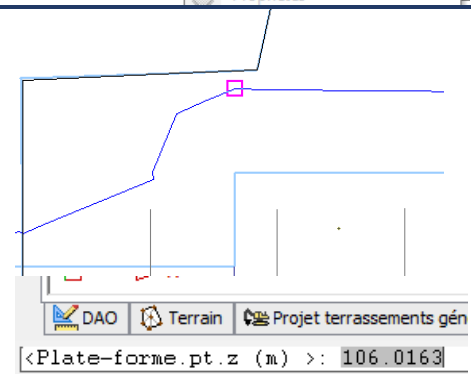 DAO Terrain Projet terrassements gén
<Plate-forme.pt.z (m) >: 106.0163